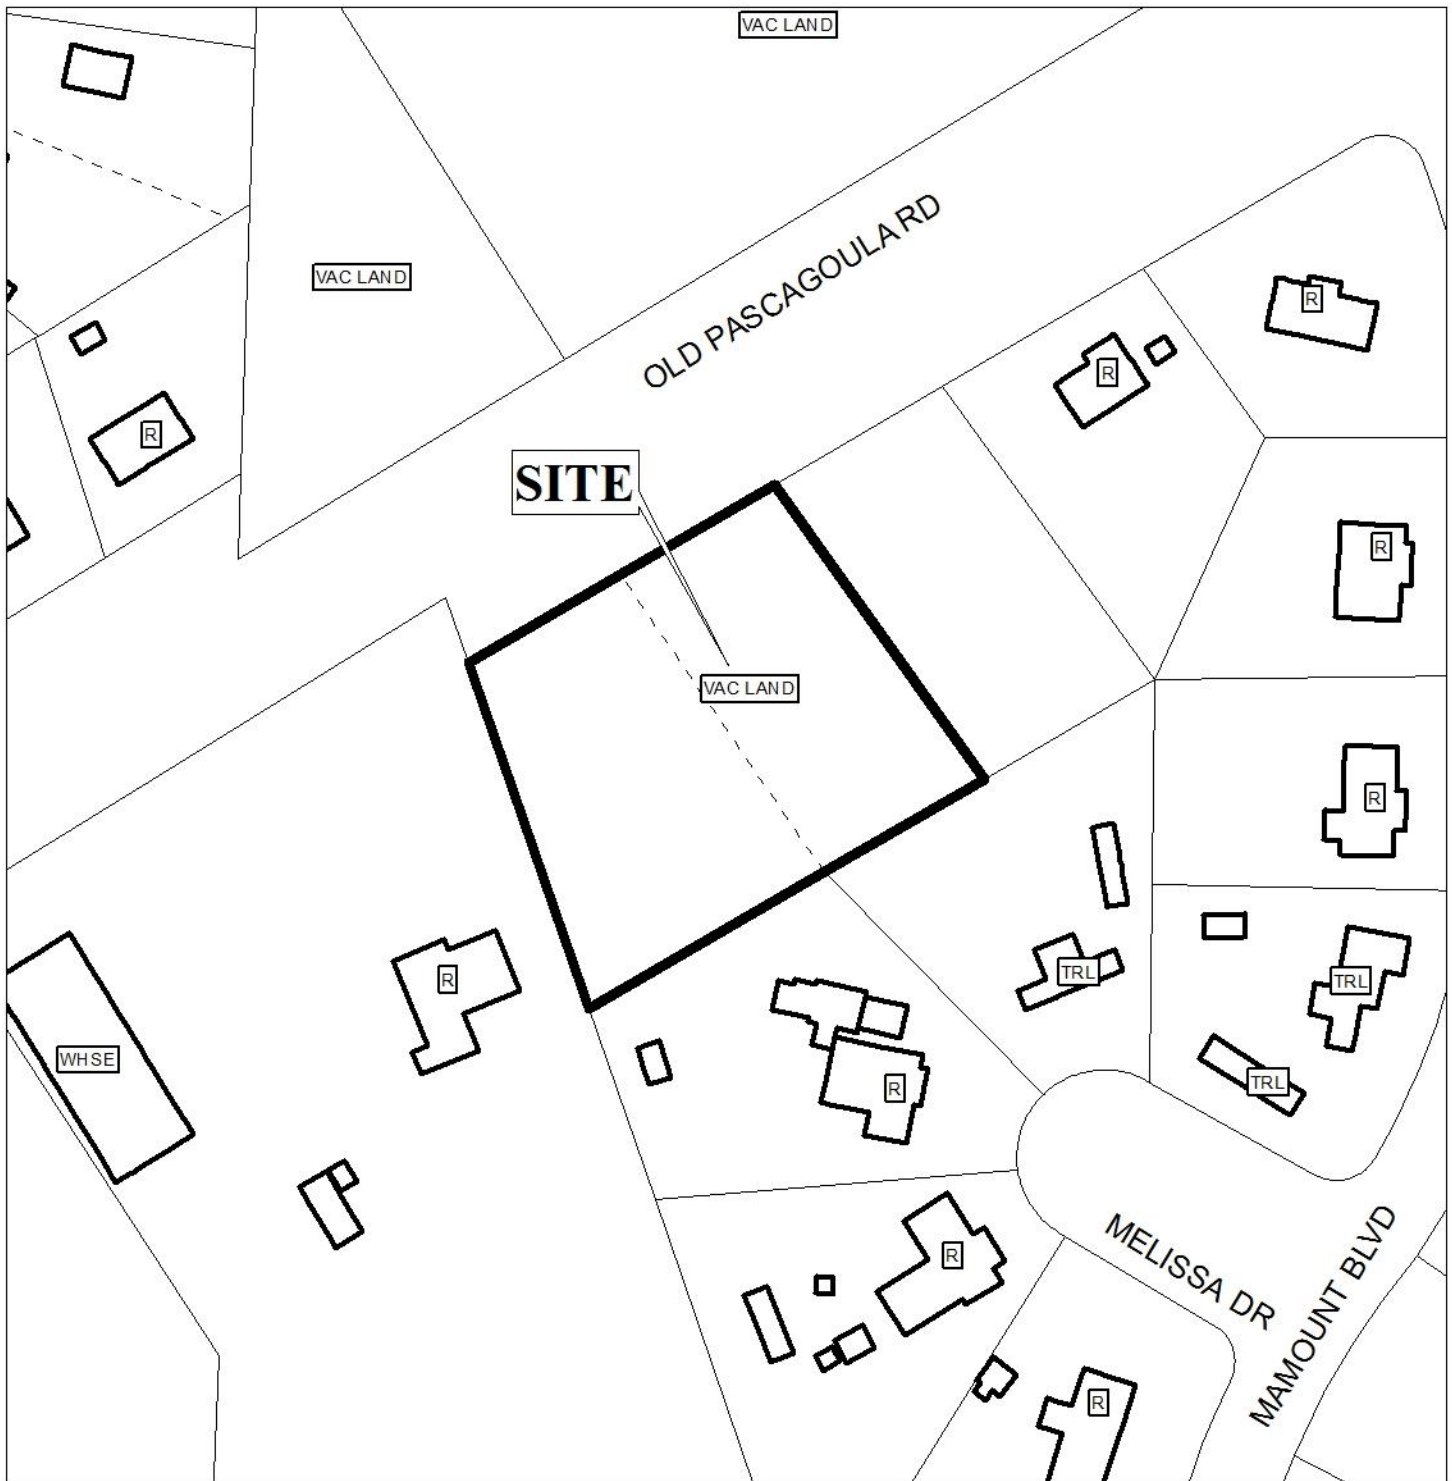 VAC LAND
VAC LAND
OLD PASCAGOULA RD
R
R
R
SITE
R
VAC LAND
R
R
TRL
TRL
WHSE
TRL
R
R
MELISSA DR
MAMOUNT BLVD
R